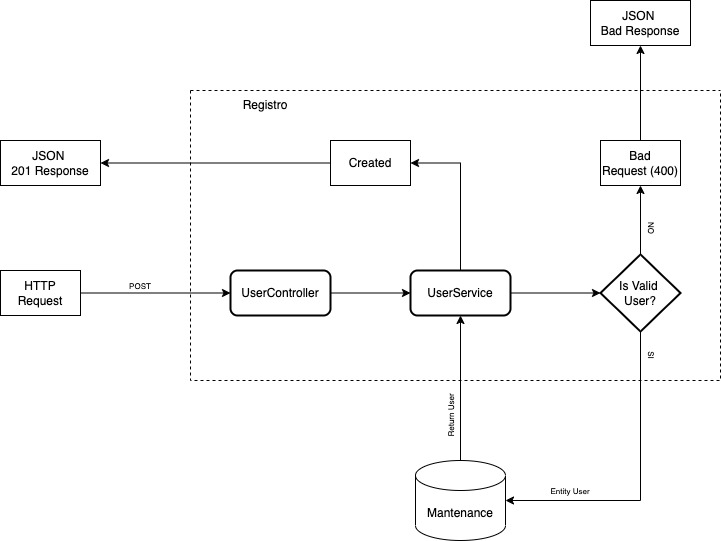 JSON
Bad Response
Registro
JSON
201 Response
Created
Bad
Request (400)
NO
HTTP
Request
POST
UserController
UserService
Is Valid
User?
SI
Return User
Entity User
Mantenance